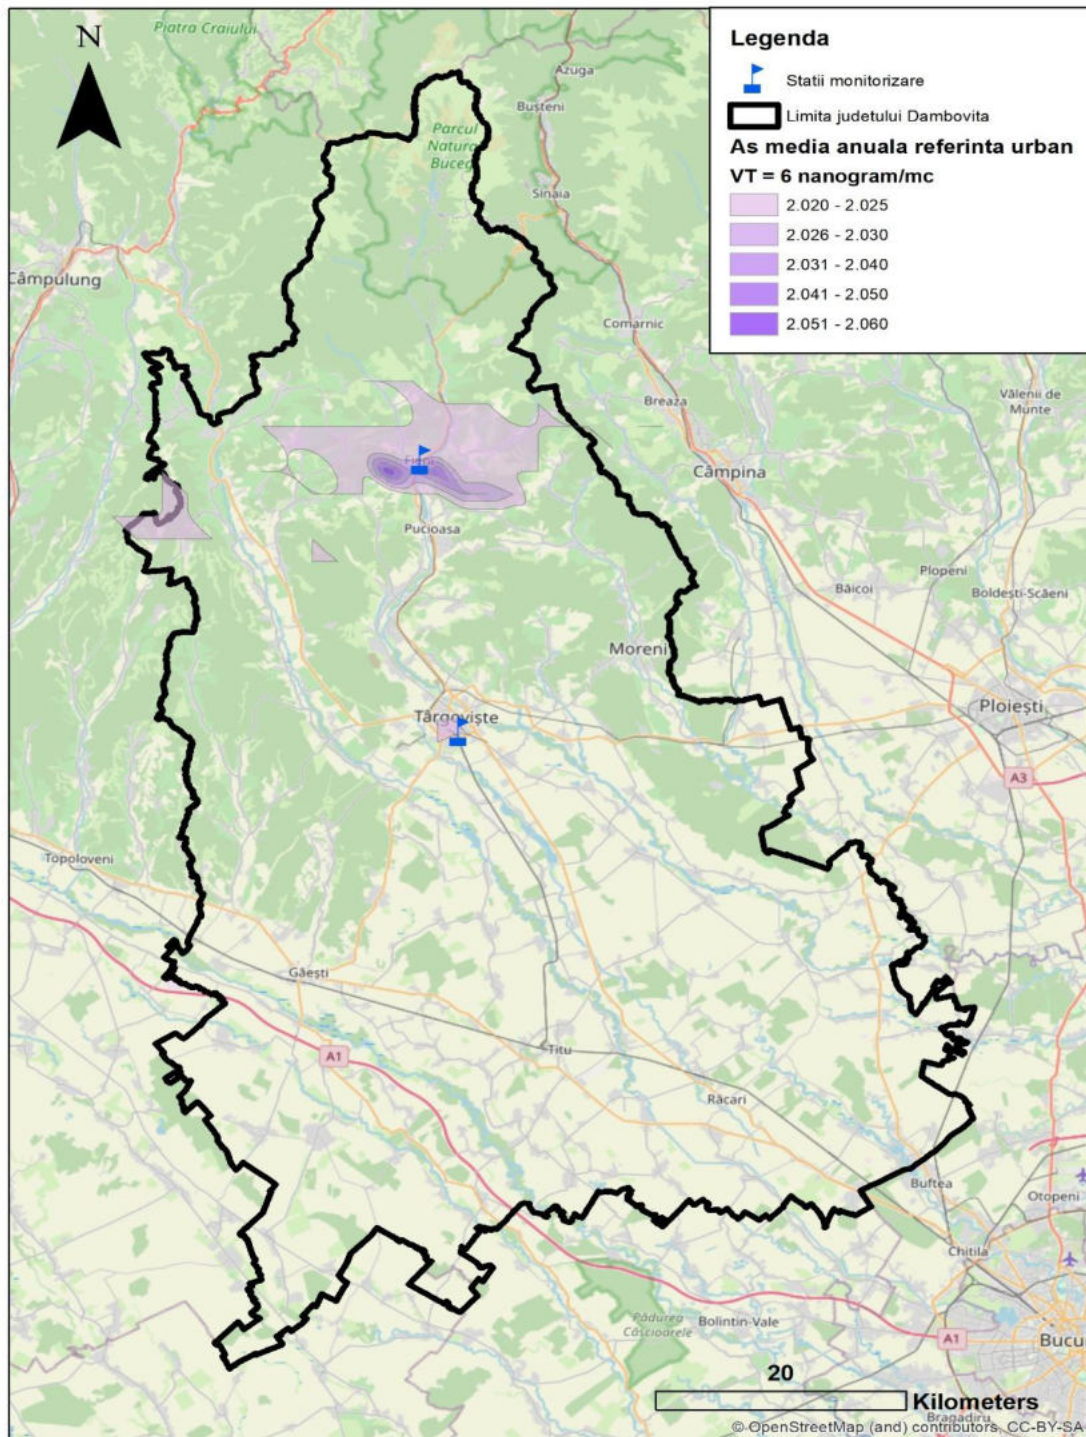 Piatra Craiului
N
Azuga
Bușteni
Parcul
Natura
Buceg
Sinaia
Câmpulung
Comarnic
Breaza
Vălenii de
Munte
Câmpina
Pucioasa
Plopeni
Băicoi
Boldești-Scăeni
Moreni
Ploiești
Târgoviște
A3
Topoloveni
Găești
A1
Titu
Răcari
Buftea
Otopeni
Chitila
Pădurea
Căscioarele
Bolintin-Vale
A1
Bucu
Bragadiru
Legenda
Statii monitorizare
Limita judetului Dambovita
As media anuala referinta urban
VT = 6 nanogram/mc
2.020 - 2.025
2.026 - 2.030
2.031 - 2.040
2.041 - 2.050
2.051 - 2.060
20
Kilometers
© OpenStreetMap (and) contributors, CC-BY-SA